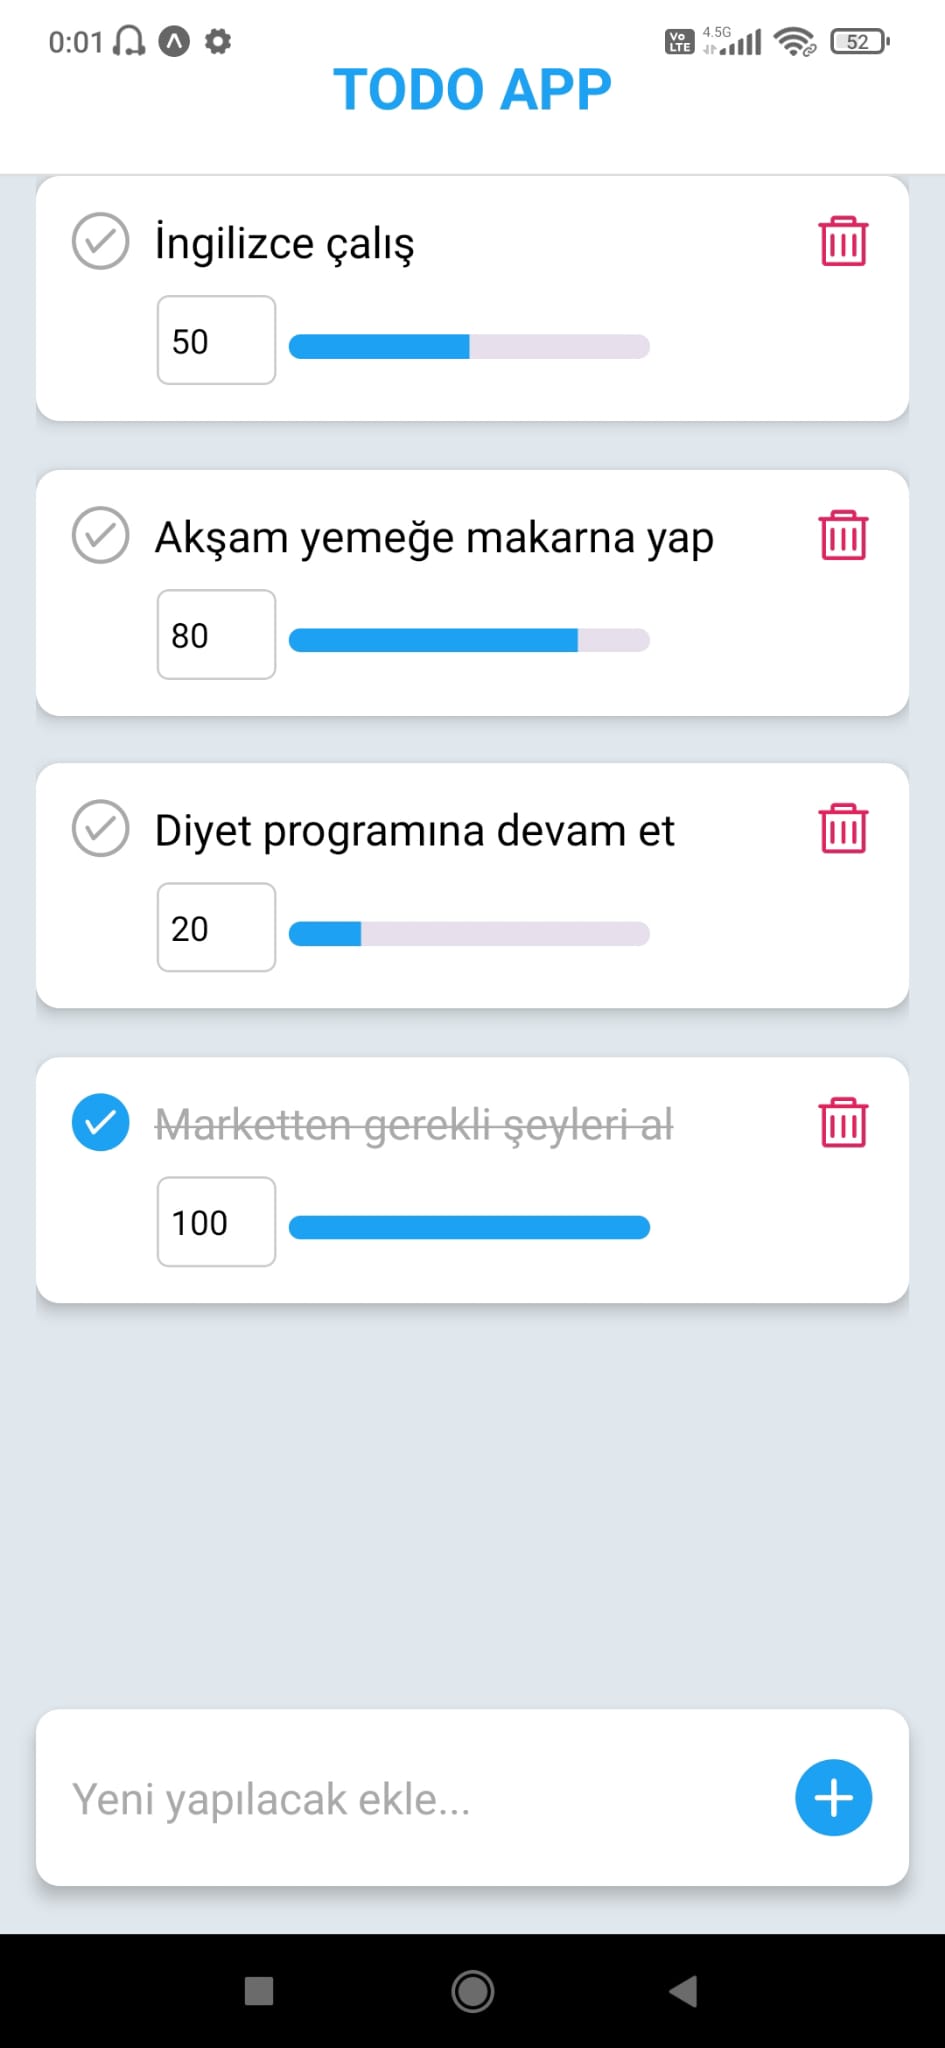 0:01
Vo LTE 4.5G 52
TODO APP
İngilizce çalış
50
Akşam yemeğe makarna yap
80
Diyet programına devam et
20
Marketten gerekli şeyleri al
100
Yeni yapılacak ekle...